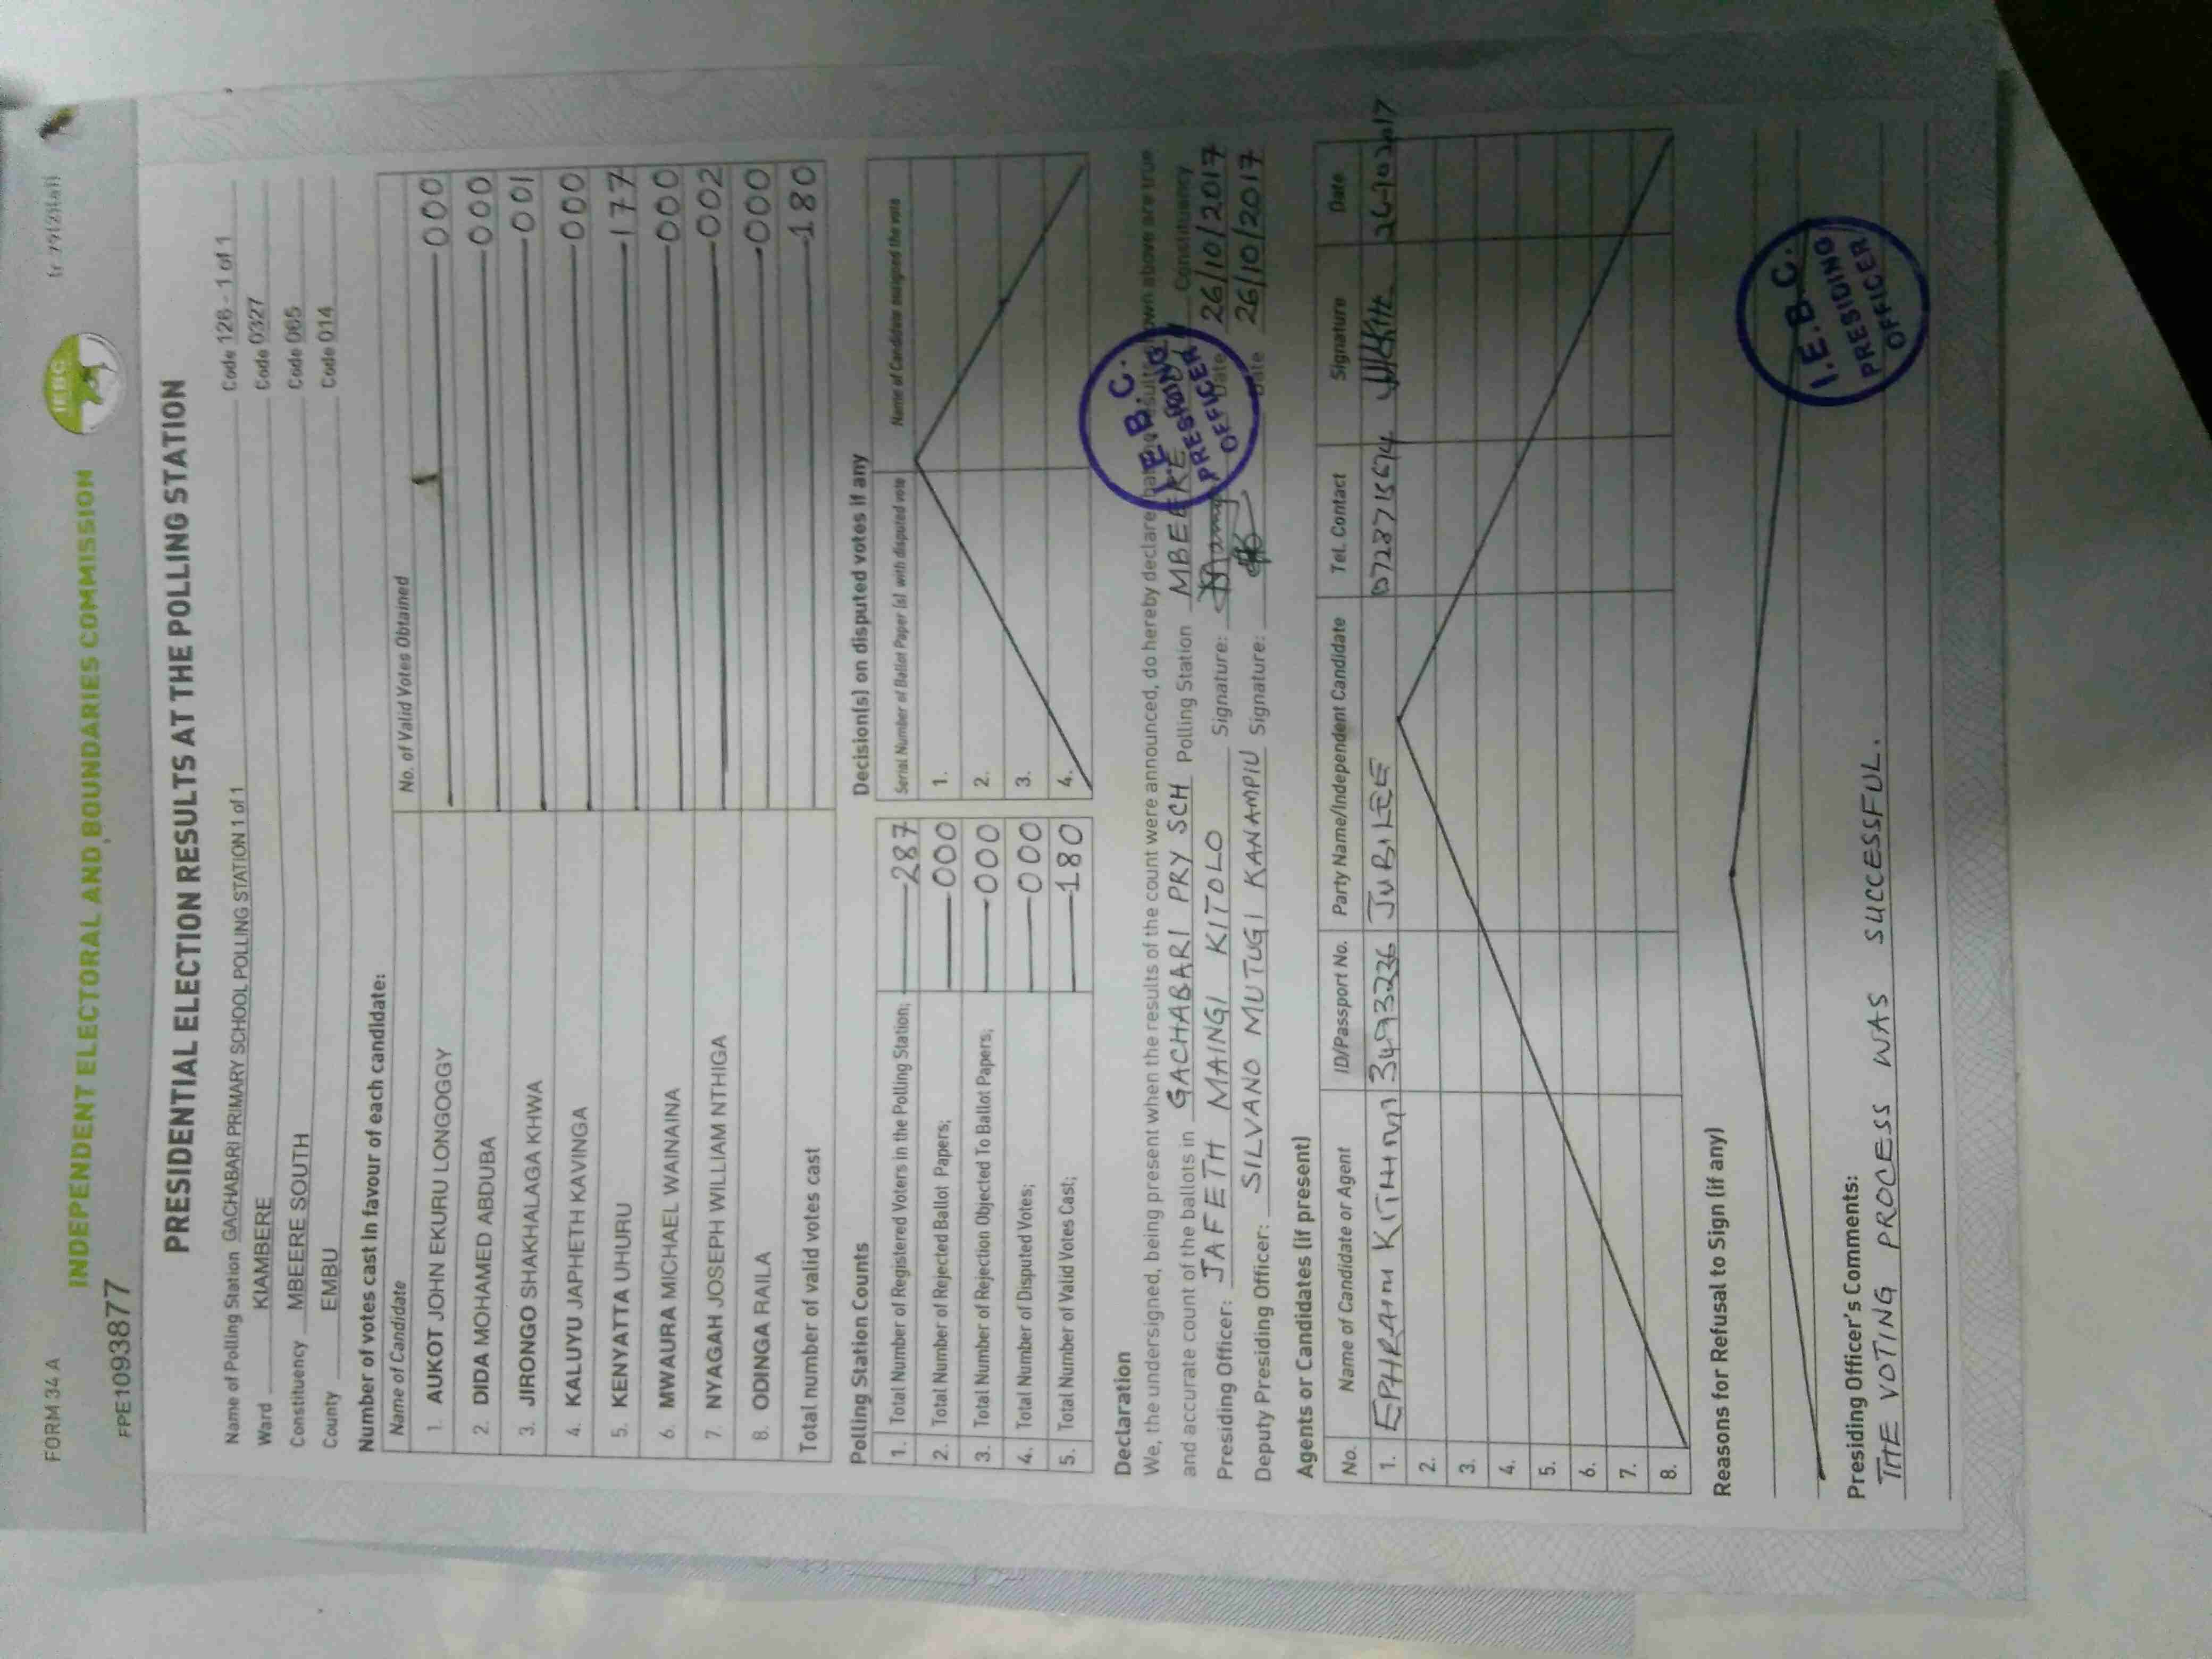 FORM 34 A
INDEPENDENT ELECTORAL AND BOUNDARIES COMMISSION
IEBC
FPE1093877
PRESIDENTIAL ELECTION RESULTS AT THE POLLING STATION
Name of Polling Station GACHABARI PRIMARY SCHOOL POLLING STATION 1 of 1 Code 126 - 1 of 1
Ward KIAMBERE Code 0327
Constituency MBEERE SOUTH Code 065
County EMBU Code 014
Number of votes cast in favour of each candidate:
Name of Candidate No. of Valid Votes Obtained
1. AUKOT JOHN EKURU LONGOGGY 000
2. DIDA MOHAMED ABDUBA 000
3. JIRONGO SHAKHALAGA KHWA 001
4. KALUYU JAPHETH KAVINGA 000
5. KENYATTA UHURU 177
6. MWAURA MICHAEL WAINAINA 000
7. NYAGAH JOSEPH WILLIAM NTHIGA 002
8. ODINGA RAILA 000
Total number of valid votes cast 180
Polling Station Counts
1. Total Number of Registered Voters in the Polling Station; 287
2. Total Number of Rejected Ballot Papers; 000
3. Total Number of Rejection Objected To Ballot Papers; 000
4. Total Number of Disputed Votes; 000
5. Total Number of Valid Votes Cast; 180
Decision(s) on disputed votes if any
Serial Number of Ballot Paper (s) with disputed vote Name of Candidate assigned the vote
1.
2.
3.
4.
Declaration
We, the undersigned, being present when the results of the count were announced, do hereby declare that the results shown above are true
and accurate count of the ballots in GACHABARI PRY SCH Polling Station MBEERE Constituency
Presiding Officer: JAFETH MAINGI KITOLO Signature: Date 26/10/2017
Deputy Presiding Officer: SILVANO MUTUGI KANAMPIU Signature: Date 26/10/2017
I.E.B.C.
PRESIDING
OFFICER
Agents or Candidates (if present)
No. Name of Candidate or Agent ID/Passport No. Party Name/Independent Candidate Tel. Contact Signature Date
1. EPHRAIM 3493226 JUBILEE
2.
3.
4.
5.
6.
7.
8.
Reasons for Refusal to Sign (if any)
I.E.B.C.
PRESIDING
OFFICER
Presiding Officer's Comments:
THE VOTING PROCESS WAS SUCCESSFUL.